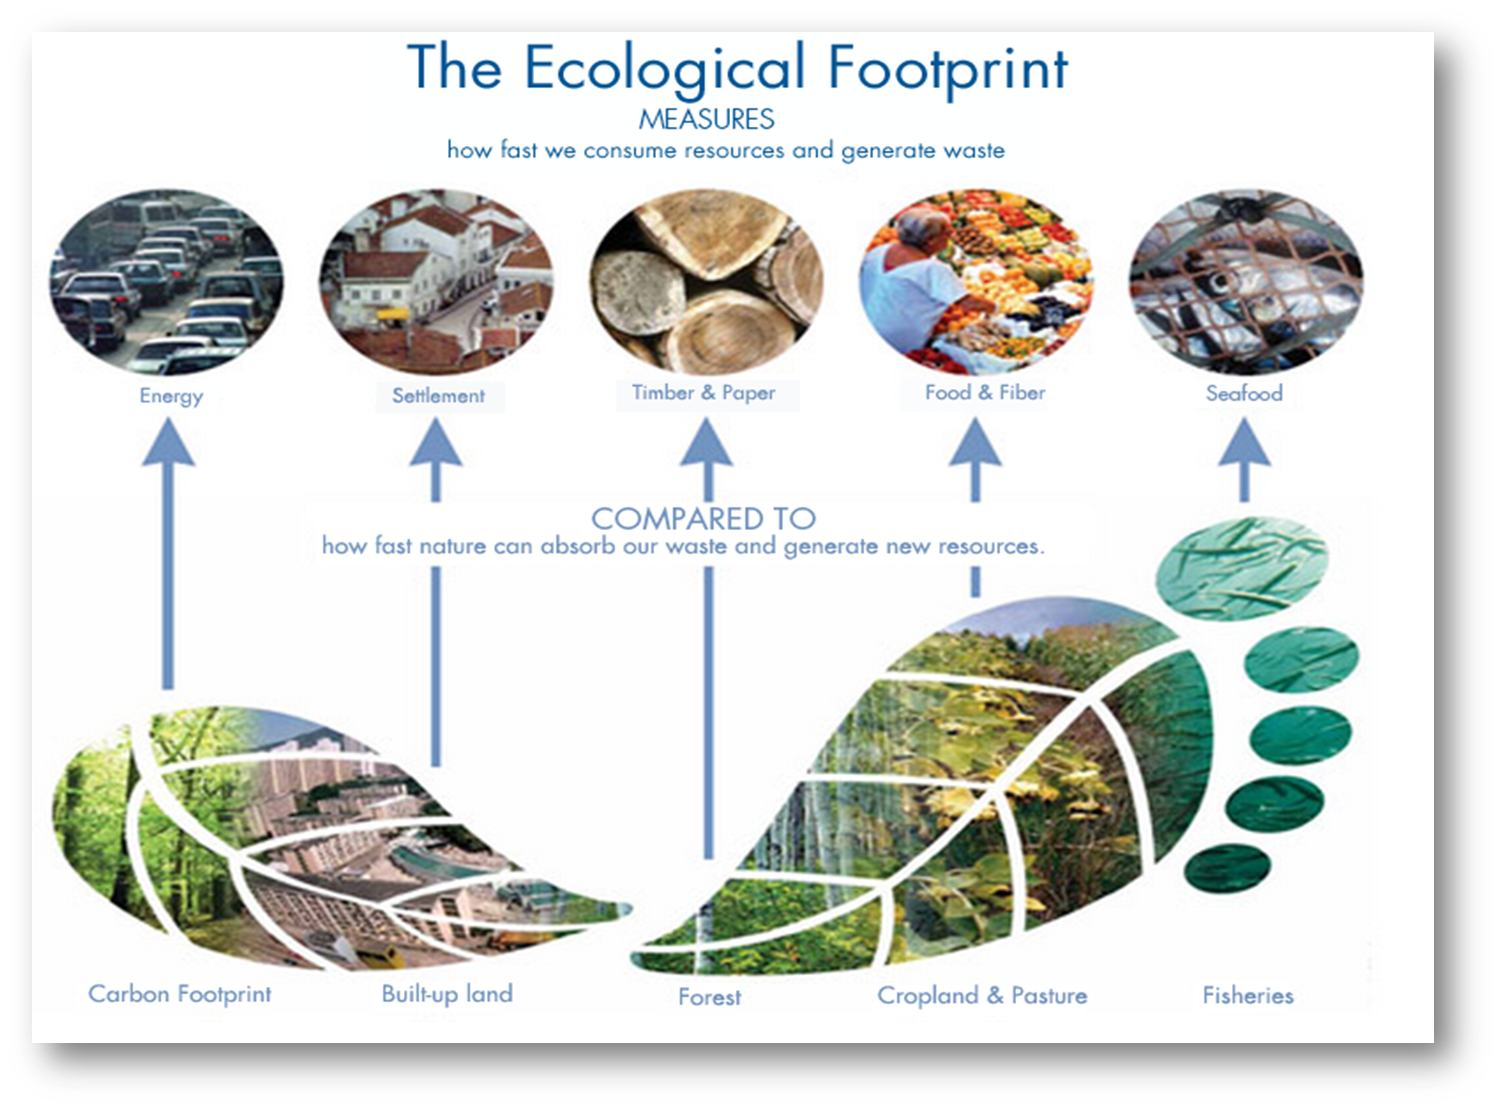 The Ecological Footprint
MEASURES
how fast we consume resources and generate waste
Energy
Settlement
Timber & Paper
Food & Fiber
Seafood
COMPARED TO
how fast nature can absorb our waste and generate new resources.
Carbon Footprint
Built-up land
Forest
Cropland & Pasture
Fisheries